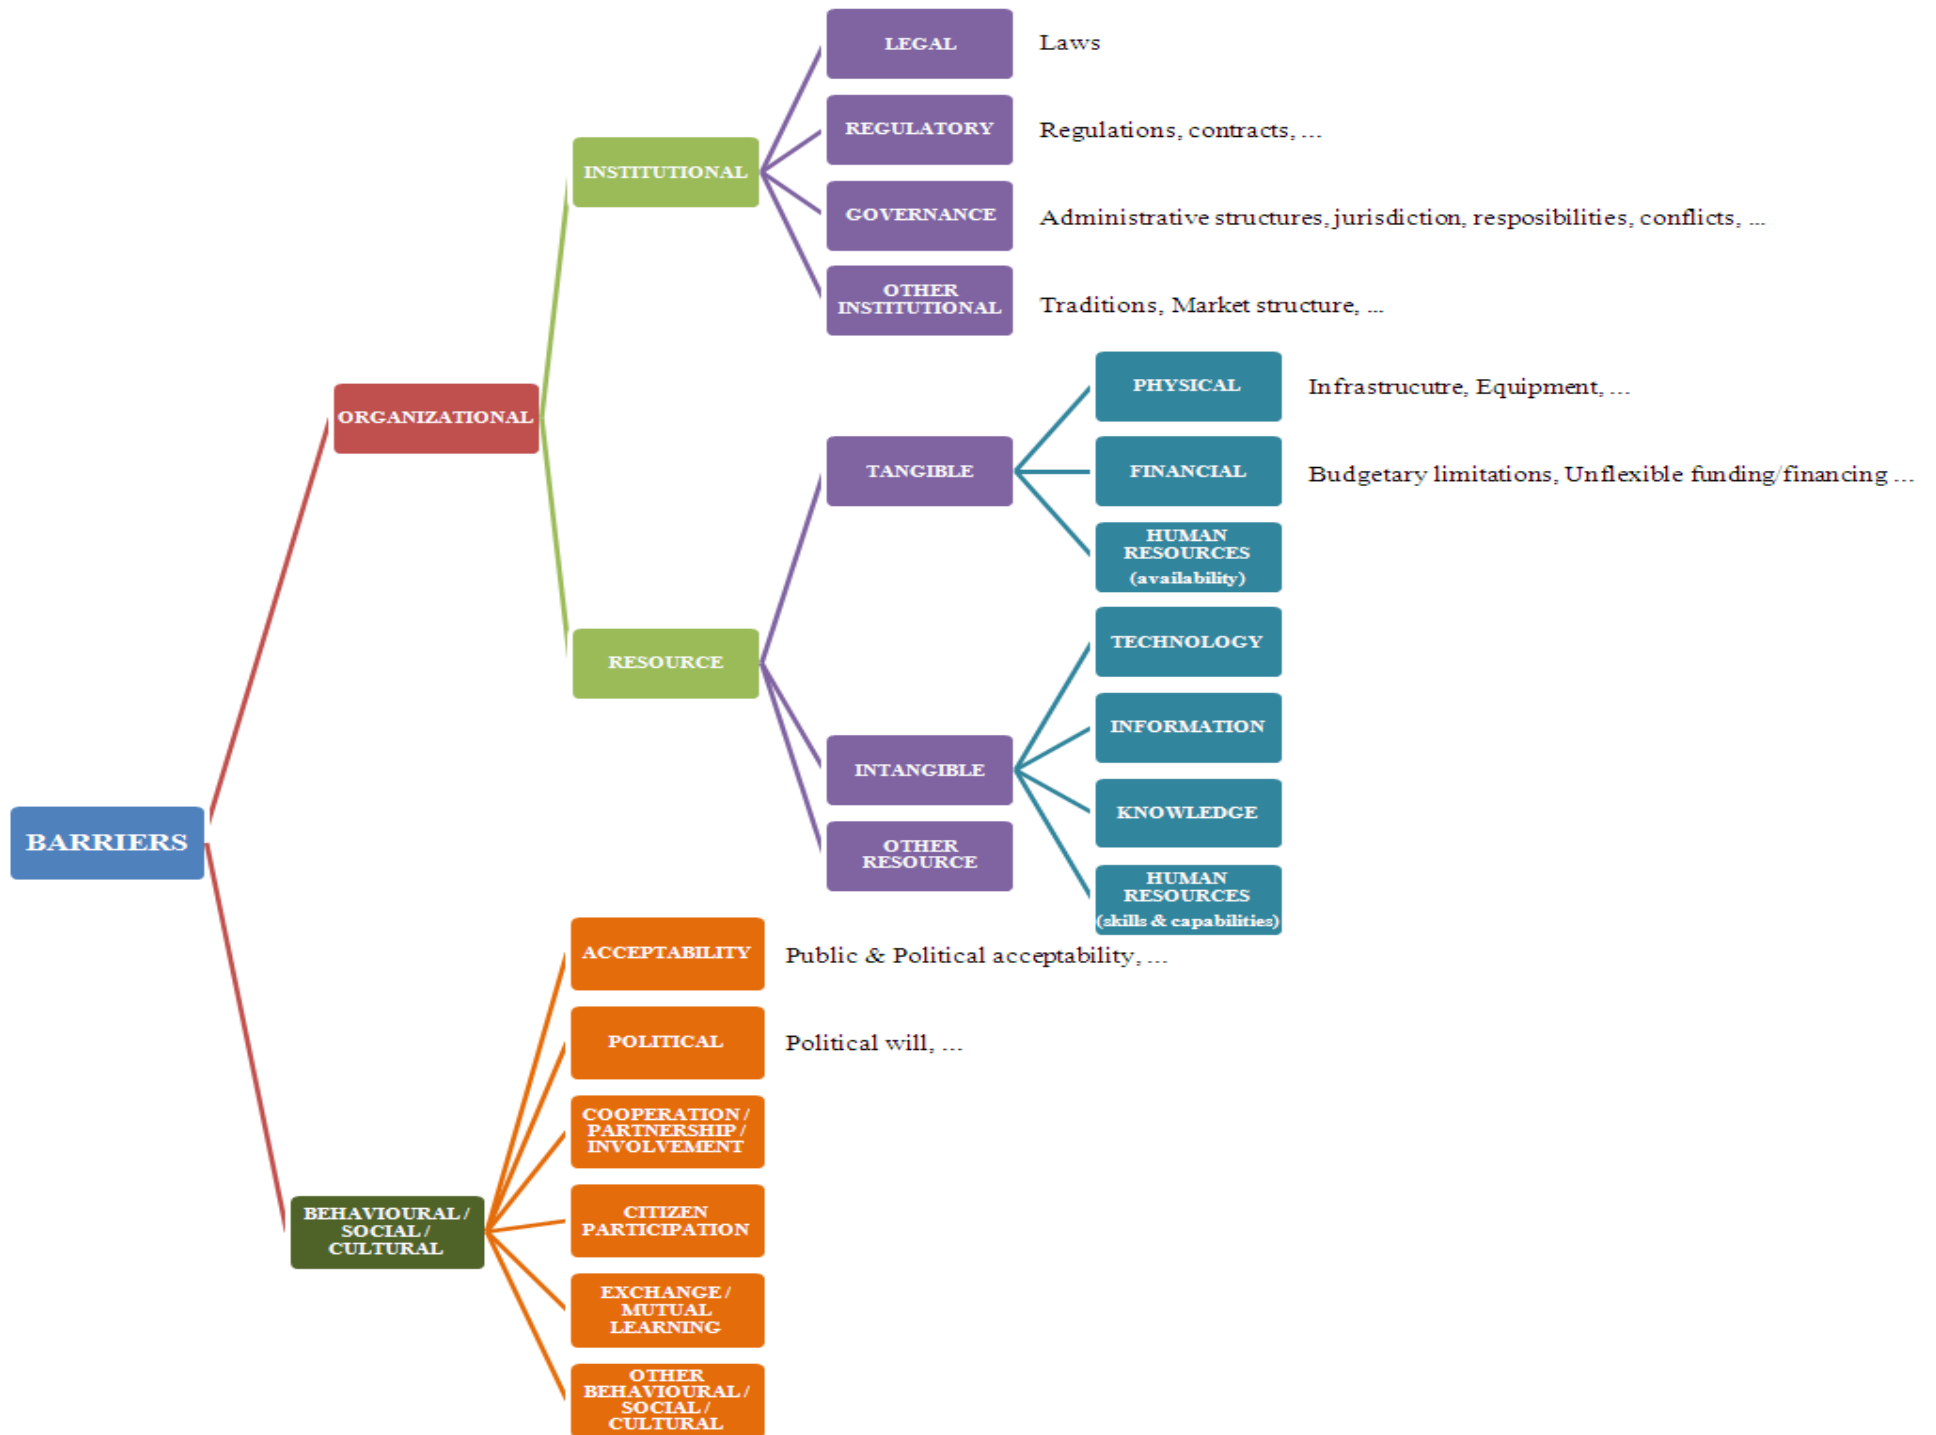 LEGAL
Laws
REGULATORY
Regulations, contracts, ...
INSTITUTIONAL
GOVERNANCE
Administrative structures, jurisdiction, resposibilities, conflicts, ...
OTHER
INSTITUTIONAL
Traditions, Market structure, ...
ORGANIZATIONAL
PHYSICAL
Infrastrucutre, Equipment, ...
TANGIBLE
FINANCIAL
Budgetary limitations, Unflexible funding/financing ...
HUMAN
RESOURCES
(availability)
RESOURCE
TECHNOLOGY
INFORMATION
INTANGIBLE
KNOWLEDGE
OTHER
RESOURCE
HUMAN
RESOURCES
(skills & capabilities)
BARRIERS
ACCEPTABILITY
Public & Political acceptability, ...
POLITICAL
Political will, ...
COOPERATION /
PARTNERSHIP /
INVOLVEMENT
BEHAVIOURAL /
SOCIAL /
CULTURAL
CITIZEN
PARTICIPATION
EXCHANGE /
MUTUAL
LEARNING
OTHER
BEHAVIOURAL /
SOCIAL /
CULTURAL